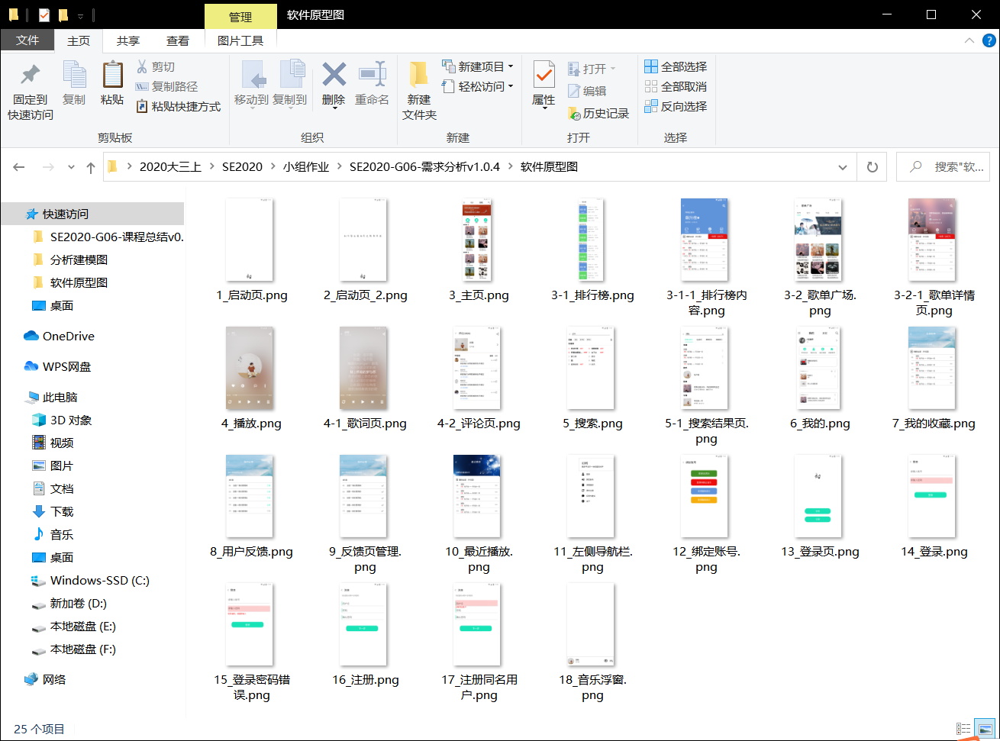 管理
软件原型图
文件
主页
共享
查看
图片工具
固定到
快速访问
复制
粘贴
剪切
复制路径
粘贴快捷方式
剪贴板
移动到
复制到
删除
重命名
组织
新建
文件夹
新建项目
轻松访问
新建
属性
打开
编辑
历史记录
打开
全部选择
全部取消
反向选择
选择
2020大三上
SE2020
小组作业
SE2020-G06-需求分析v1.0.4
软件原型图
搜索"软...
快速访问
SE2020-G06-课程总结v0.
分析建模图
软件原型图
桌面
OneDrive
WPS网盘
此电脑
3D 对象
视频
图片
文档
下载
音乐
桌面
Windows-SSD (C:)
新加卷 (D:)
本地磁盘 (E:)
本地磁盘 (F:)
网络
1_启动页.png
2_启动页_2.png
3_主页.png
3-1_排行榜.png
3-1-1_排行榜内
容.png
3-2_歌单广场.
png
3-2-1_歌单详情
页.png
4_播放.png
4-1_歌词页.png
4-2_评论页.png
5_搜索.png
5-1_搜索结果页.
png
6_我的.png
7_我的收藏.png
8_用户反馈.png
9_反馈页管理.
png
10_最近播放.
png
11_左侧导航栏.
png
12_绑定账号.
png
13_登录页.png
14_登录.png
15_登录密码错
误.png
16_注册.png
17_注册同名用
户.png
18_音乐浮窗.
png
25 个项目